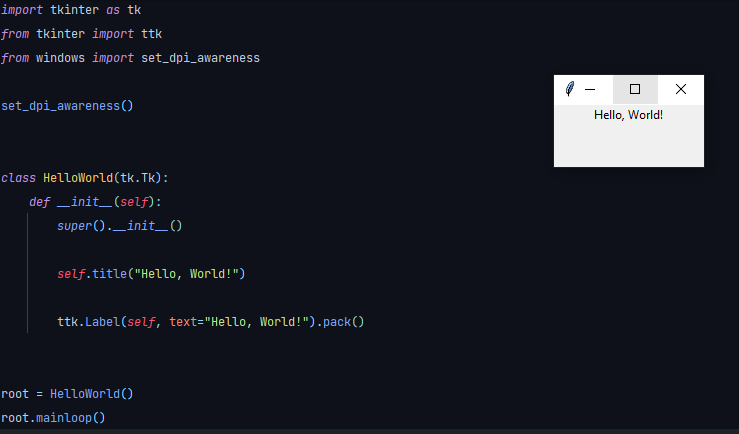 import tkinter as tk
from tkinter import ttk
from windows import set_dpi_awareness
set_dpi_awareness()
class HelloWorld(tk.Tk):
def __init__(self):
super().__init__()
self.title("Hello, World!")
ttk.Label(self, text="Hello, World!").pack()
root = HelloWorld()
root.mainloop()
Hello, World!